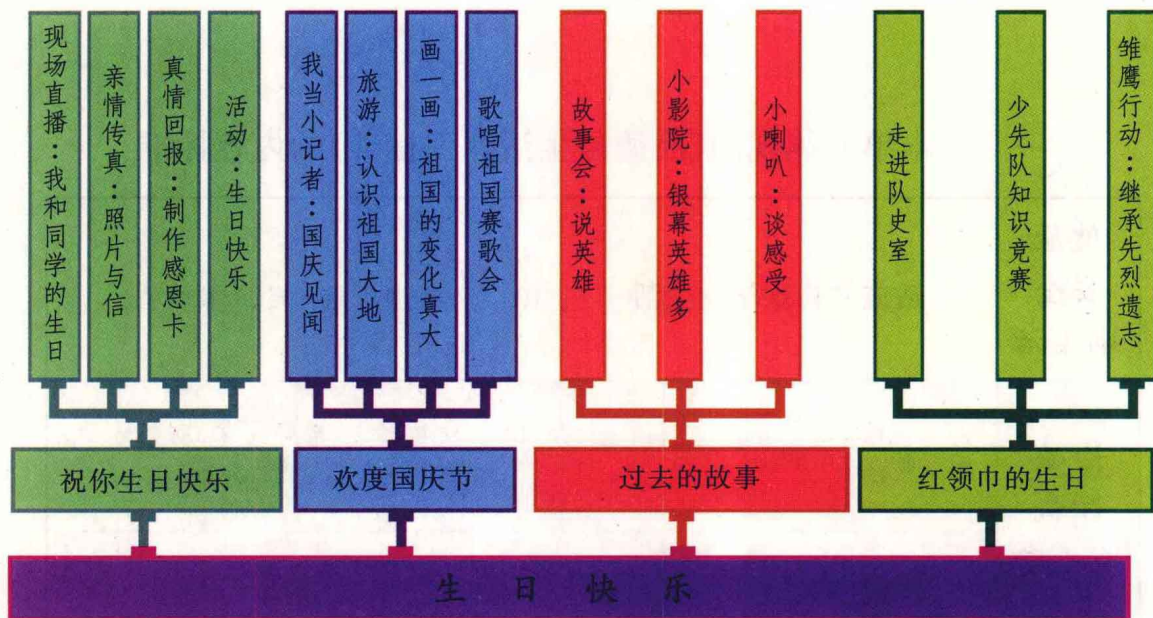 现场直播：我和同学的生日
亲情传真：照片与信
真情回报：制作感恩卡
活动：生日快乐
我当小记者：国庆见闻
旅游：认识祖国大地
画一画：祖国的变化真大
歌唱祖国赛歌会
故事会：说英雄
小影院：银幕英雄多
小喇叭：谈感受
走进队史室
少先队知识竞赛
雏鹰行动：继承先烈遗志
祝你生日快乐
欢度国庆节
过去的故事
红领巾的生日
生日快乐